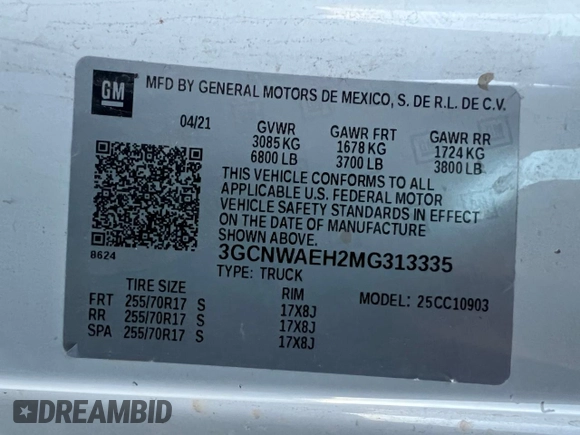 GM
MFD BY GENERAL MOTORS DE MEXICO, S. DE R.L. DE C.V.
04/21 GVWR GAWR FRT GAWR RR
3085 KG 1678 KG 1724 KG
6800 LB 3700 LB 3800 LB
THIS VEHICLE CONFORMS TO ALL
APPLICABLE U.S. FEDERAL MOTOR
VEHICLE SAFETY STANDARDS IN EFFECT
ON THE DATE OF MANUFACTURE
SHOWN ABOVE.
8624 3GCNWAEH2MG313335
TYPE: TRUCK
TIRE SIZE RIM MODEL: 25CC10903
FRT 255/70R17 S 17X8J
RR 255/70R17 S 17X8J
SPA 255/70R17 S 17X8J
DREAMBID